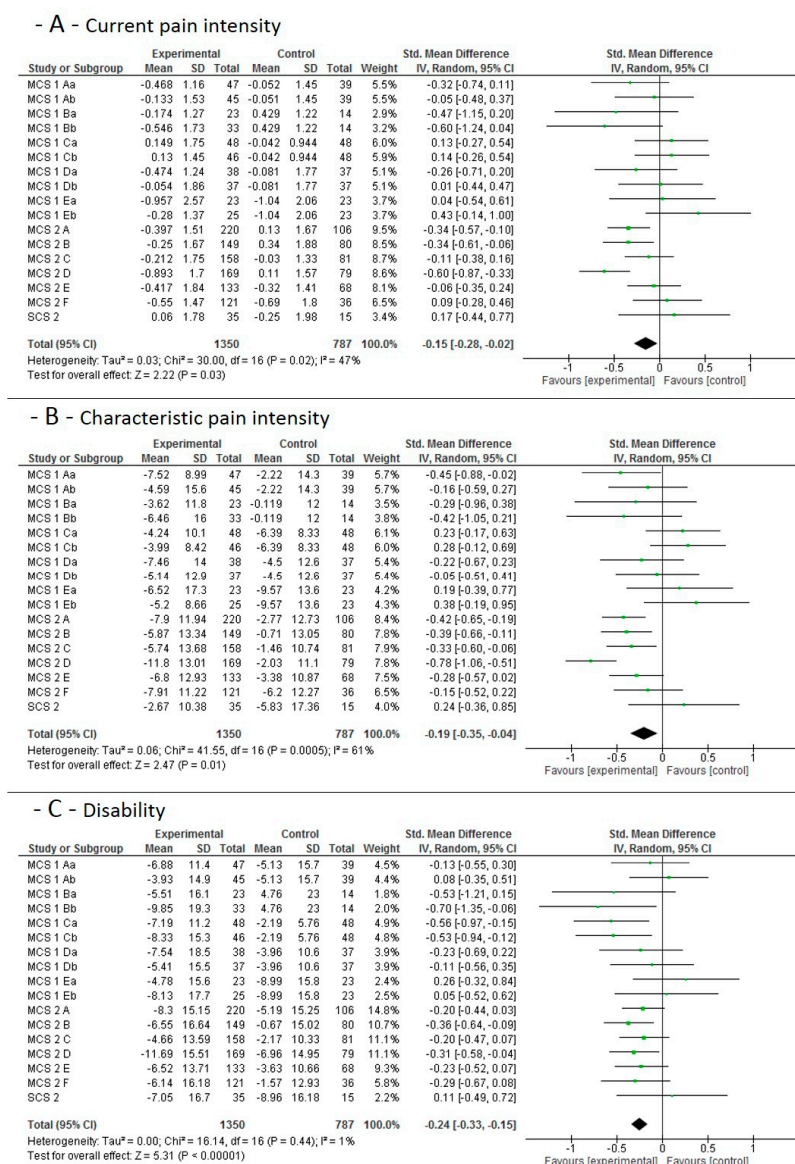 - A - Current pain intensity
Experimental Control Std. Mean Difference Std. Mean Difference
Study or Subgroup Mean SD Total Mean SD Total Weight IV, Random, 95% CI IV, Random, 95% CI
MCS 1 Aa -0.468 1.16 47 -0.052 1.45 39 5.5% -0.32 [-0.74, 0.11]
MCS 1 Ab -0.133 1.53 45 -0.051 1.45 39 5.5% -0.05 [-0.48, 0.37]
MCS 1 Ba -0.174 1.27 23 0.429 1.22 14 2.8% -0.47 [-1.15, 0.20]
MCS 1 Bb -0.546 1.73 33 0.429 1.22 14 3.1% -0.60 [-1.24, 0.04]
MCS 1 Ca 0.149 1.75 48 -0.042 0.944 48 6.0% 0.13 [-0.27, 0.54]
MCS 1 Cb 0.13 1.45 46 -0.042 0.944 48 5.9% 0.14 [-0.26, 0.54]
MCS 1 Da -0.474 1.24 38 -0.081 1.77 37 5.1% -0.26 [-0.71, 0.20]
MCS 1 Db -0.054 1.86 37 -0.081 1.77 37 5.1% 0.01 [-0.44, 0.47]
MCS 1 Ea -0.957 2.57 23 -1.04 2.06 23 3.6% 0.04 [-0.54, 0.61]
MCS 1 Eb -0.28 1.37 25 -1.04 2.06 23 3.7% 0.43 [-0.14, 1.00]
MCS 2 A -0.397 1.51 220 0.13 1.67 106 10.2% -0.34 [-0.57, -0.10]
MCS 2 B -0.25 1.67 149 0.34 1.88 80 9.1% -0.34 [-0.61, -0.06]
MCS 2 C -0.212 1.75 158 -0.03 1.33 81 9.2% -0.11 [-0.38, 0.16]
MCS 2 D -0.893 1.7 169 0.11 1.57 79 9.1% -0.60 [-0.87, -0.33]
MCS 2 E -0.417 1.84 133 -0.32 1.41 68 8.6% -0.06 [-0.35, 0.24]
MCS 2 F -0.55 1.47 121 -0.69 1.8 36 6.6% 0.09 [-0.28, 0.46]
SCS 2 0.06 1.78 35 -0.25 1.98 15 3.3% 0.17 [-0.44, 0.77]
Total (95% CI) 1350 787 100.0% -0.15 [-0.28, -0.02]
Heterogeneity: Tau² = 0.03; Chi² = 30.00, df = 16 (P = 0.02); I² = 47%
Test for overall effect: Z = 2.22 (P = 0.03)
-1 -0.5 0 0.5 1
Favours [experimental] Favours [control]
- B - Characteristic pain intensity
Experimental Control Std. Mean Difference Std. Mean Difference
Study or Subgroup Mean SD Total Mean SD Total Weight IV, Random, 95% CI IV, Random, 95% CI
MCS 1 Aa -7.52 8.99 47 -2.22 14.3 39 5.7% -0.45 [-0.88, -0.02]
MCS 1 Ab -4.59 15.6 45 -2.22 14.3 39 5.7% -0.16 [-0.59, 0.27]
MCS 1 Ba -3.62 11.8 23 -0.119 12 14 3.5% -0.29 [-0.96, 0.38]
MCS 1 Bb -6.46 16 33 -0.119 12 14 3.7% -0.42 [-1.05, 0.21]
MCS 1 Ca -4.24 10.1 48 -6.39 8.33 48 6.1% 0.23 [-0.17, 0.63]
MCS 1 Cb -3.99 8.42 46 -6.39 8.33 48 6.0% 0.28 [-0.12, 0.69]
MCS 1 Da -7.46 14 38 -4.5 12.6 37 5.4% -0.22 [-0.67, 0.23]
MCS 1 Db -5.14 12.9 37 -4.5 12.6 37 5.4% -0.05 [-0.51, 0.41]
MCS 1 Ea -6.52 17.3 23 -9.57 13.6 23 4.2% 0.19 [-0.39, 0.77]
MCS 1 Eb -5.2 8.66 25 -9.57 13.6 23 4.3% 0.38 [-0.19, 0.95]
MCS 2 A -7.9 11.94 220 -2.77 12.73 106 8.5% -0.42 [-0.65, -0.19]
MCS 2 B -5.87 13.34 149 -0.71 13.05 80 7.9% -0.39 [-0.66, -0.11]
MCS 2 C -5.74 13.68 158 -1.46 10.74 81 8.0% -0.33 [-0.60, -0.06]
MCS 2 D -11.8 13.01 169 -2.03 11.1 79 7.9% -0.78 [-1.06, -0.51]
MCS 2 E -6.8 12.93 133 -3.38 10.87 68 7.6% -0.28 [-0.57, 0.02]
MCS 2 F -7.91 11.22 121 -6.2 12.27 36 6.5% -0.15 [-0.52, 0.22]
SCS 2 -2.67 10.38 35 -5.83 17.36 15 4.0% 0.24 [-0.36, 0.85]
Total (95% CI) 1350 787 100.0% -0.19 [-0.35, -0.04]
Heterogeneity: Tau² = 0.06; Chi² = 41.55, df = 16 (P = 0.0005); I² = 61%
Test for overall effect: Z = 2.47 (P = 0.01)
-1 -0.5 0 0.5 1
Favours [experimental] Favours [control]
- C - Disability
Experimental Control Std. Mean Difference Std. Mean Difference
Study or Subgroup Mean SD Total Mean SD Total Weight IV, Random, 95% CI IV, Random, 95% CI
MCS 1 Aa -6.88 11.4 47 -5.13 15.7 39 4.5% -0.13 [-0.55, 0.30]
MCS 1 Ab -3.93 14.9 45 -5.13 15.7 39 4.4% 0.08 [-0.35, 0.51]
MCS 1 Ba -5.51 16.1 23 4.76 23 14 1.8% -0.53 [-1.21, 0.15]
MCS 1 Bb -9.85 19.3 33 4.76 23 14 2.0% -0.70 [-1.35, -0.06]
MCS 1 Ca -7.19 11.2 48 -2.19 5.76 48 4.8% -0.56 [-0.97, -0.15]
MCS 1 Cb -8.33 15.3 46 -2.19 5.76 48 4.8% -0.53 [-0.94, -0.12]
MCS 1 Da -7.54 18.5 38 -3.96 10.6 37 4.0% -0.23 [-0.69, 0.22]
MCS 1 Db -5.41 15.5 37 -3.96 10.6 37 3.9% -0.11 [-0.56, 0.35]
MCS 1 Ea -4.78 15.6 23 -8.99 15.8 23 2.4% 0.26 [-0.32, 0.84]
MCS 1 Eb -8.13 17.7 25 -8.99 15.8 23 2.6% 0.05 [-0.52, 0.62]
MCS 2 A -8.3 15.15 220 -5.19 15.25 106 14.8% -0.20 [-0.44, 0.03]
MCS 2 B -6.55 16.64 149 -0.67 15.02 80 10.7% -0.36 [-0.64, -0.09]
MCS 2 C -4.66 13.59 158 -2.17 10.33 81 11.1% -0.20 [-0.47, 0.07]
MCS 2 D -11.69 15.51 169 -6.96 14.95 79 11.1% -0.31 [-0.58, -0.04]
MCS 2 E -6.52 13.71 133 -3.63 10.66 68 9.3% -0.23 [-0.52, 0.07]
MCS 2 F -6.14 16.18 121 -1.57 12.93 36 5.7% -0.29 [-0.67, 0.08]
SCS 2 -7.05 16.7 35 -8.96 16.18 15 2.2% 0.11 [-0.49, 0.72]
Total (95% CI) 1350 787 100.0% -0.24 [-0.33, -0.15]
Heterogeneity: Tau² = 0.00; Chi² = 16.14, df = 16 (P = 0.44); I² = 1%
Test for overall effect: Z = 5.31 (P < 0.00001)
-1 -0.5 0 0.5 1
Favours [experimental] Favours [control]